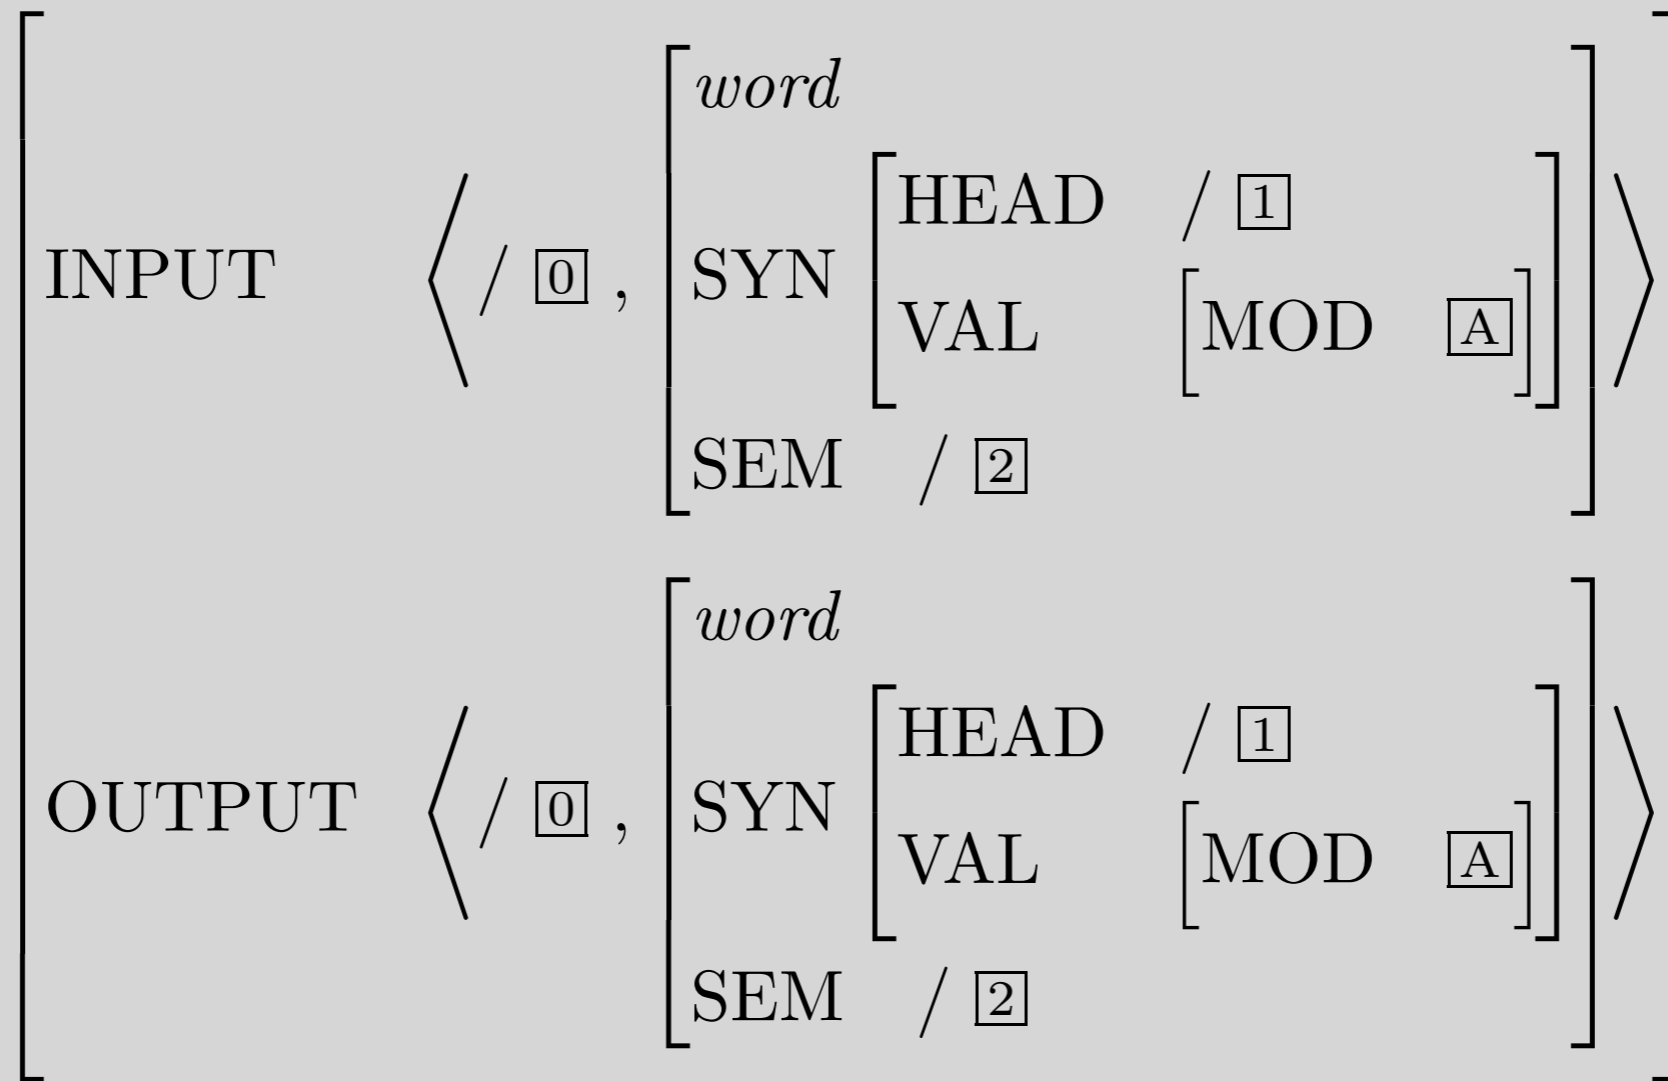 word
HEAD / 1
INPUT ⟨ / 0 , SYN
VAL [MOD A]
SEM / 2
word
HEAD / 1
OUTPUT ⟨ / 0 , SYN
VAL [MOD A]
SEM / 2